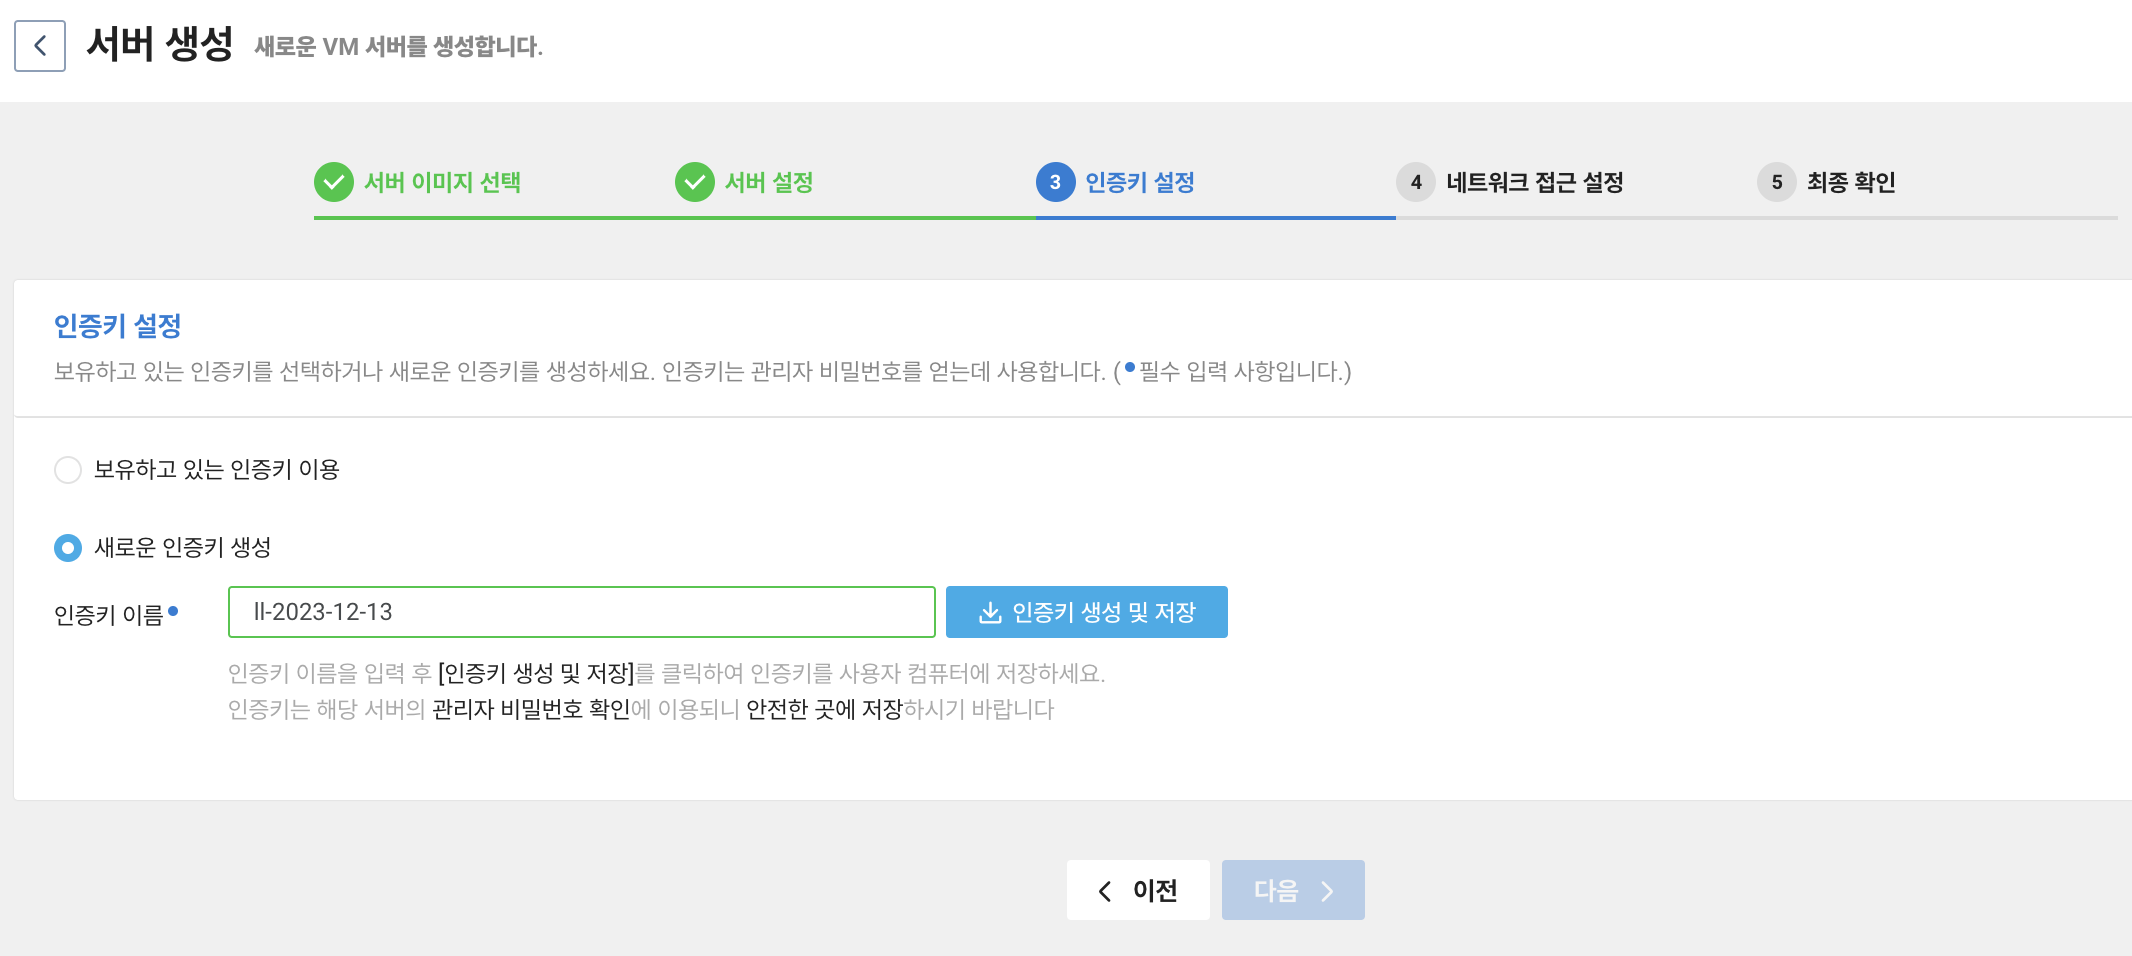 서버 생성 새로운 VM 서버를 생성합니다.
서버 이미지 선택 서버 설정 3 인증키 설정 4 네트워크 접근 설정 5 최종 확인
인증키 설정
보유하고 있는 인증키를 선택하거나 새로운 인증키를 생성하세요. 인증키는 관리자 비밀번호를 얻는데 사용합니다. (•필수 입력 사항입니다.)
보유하고 있는 인증키 이용
새로운 인증키 생성
인증키 이름• ll-2023-12-13 인증키 생성 및 저장
인증키 이름을 입력 후 [인증키 생성 및 저장]를 클릭하여 인증키를 사용자 컴퓨터에 저장하세요.
인증키는 해당 서버의 관리자 비밀번호 확인에 이용되니 안전한 곳에 저장하시기 바랍니다
이전 다음